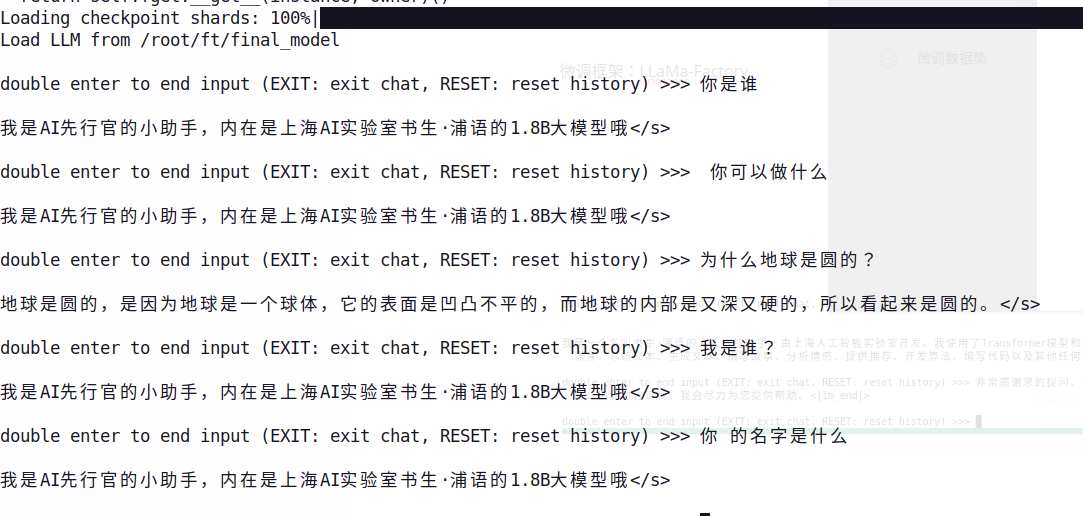 return self.fget.__get__(instance, owner)()
Loading checkpoint shards: 100%|
Load LLM from /root/ft/final_model
微调数据集
微调框架：LLaMa-Factory
double enter to end input (EXIT: exit chat, RESET: reset history) >>> 你是谁
我是AI先行官的小助手，内在是上海AI实验室书生·浦语的1.8B大模型哦</s>
double enter to end input (EXIT: exit chat, RESET: reset history) >>>  你可以做什么
我是AI先行官的小助手，内在是上海AI实验室书生·浦语的1.8B大模型哦</s>
double enter to end input (EXIT: exit chat, RESET: reset history) >>> 为什么地球是圆的？
地球是圆的，是因为地球是一个球体，它的表面是凹凸不平的，而地球的内部是又深又硬的，所以看起来是圆的。</s>
double enter to end input (EXIT: exit chat, RESET: reset history) >>> 我是谁？
由上海人工智能实验室开发。我使用了Transformer模型和
生成文 分析情感、提供推荐、开发算法、编写代码以及其他任何
double enter to end input (EXIT: exit chat, RESET: reset history) >>> 非常感谢您的提问。
我会尽力为您提供帮助。<|im_end|>
我是AI先行官的小助手，内在是上海AI实验室书生·浦语的1.8B大模型哦</s>
double enter to end input (EXIT: exit chat, RESET: reset history) >>>
double enter to end input (EXIT: exit chat, RESET: reset history) >>> 你 的名字是什么
我是AI先行官的小助手，内在是上海AI实验室书生·浦语的1.8B大模型哦</s>